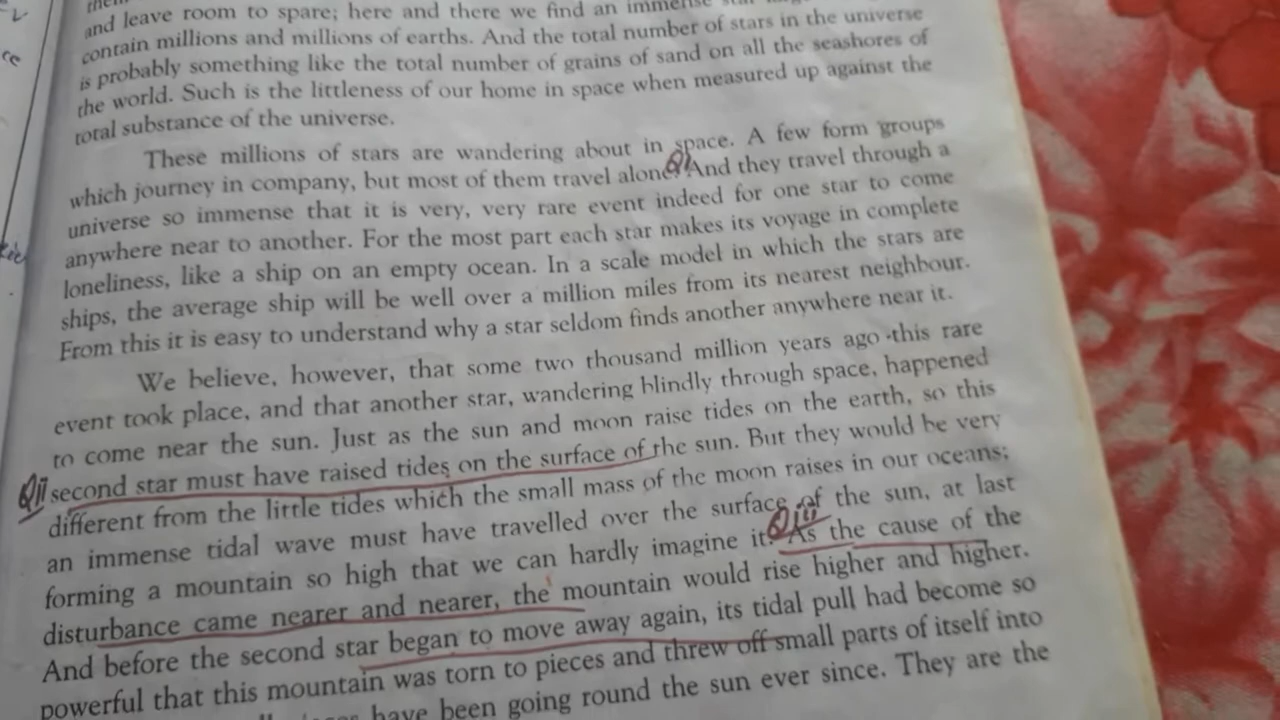 and leave room to spare; here and there we find an immense star
contain millions and millions of earths. And the total number of stars in the universe
is probably something like the total number of grains of sand on all the seashores of
the world. Such is the littleness of our home in space when measured up against the
total substance of the universe.
These millions of stars are wandering about in space. A few form groups
which journey in company, but most of them travel alone. And they travel through a
universe so immense that it is very, very rare event indeed for one star to come
anywhere near to another. For the most part each star makes its voyage in complete
loneliness, like a ship on an empty ocean. In a scale model in which the stars are
ships, the average ship will be well over a million miles from its nearest neighbour.
From this it is easy to understand why a star seldom finds another anywhere near it.
We believe, however, that some two thousand million years ago this rare
event took place, and that another star, wandering blindly through space, happened
to come near the sun. Just as the sun and moon raise tides on the earth, so this
Qii second star must have raised tides on the surface of the sun. But they would be very
different from the little tides which the small mass of the moon raises in our oceans;
an immense tidal wave must have travelled over the surface of the sun, at last
forming a mountain so high that we can hardly imagine it. Qiii As the cause of the
disturbance came nearer and nearer, the mountain would rise higher and higher.
And before the second star began to move away again, its tidal pull had become so
powerful that this mountain was torn to pieces and threw off small parts of itself into
have been going round the sun ever since. They are the